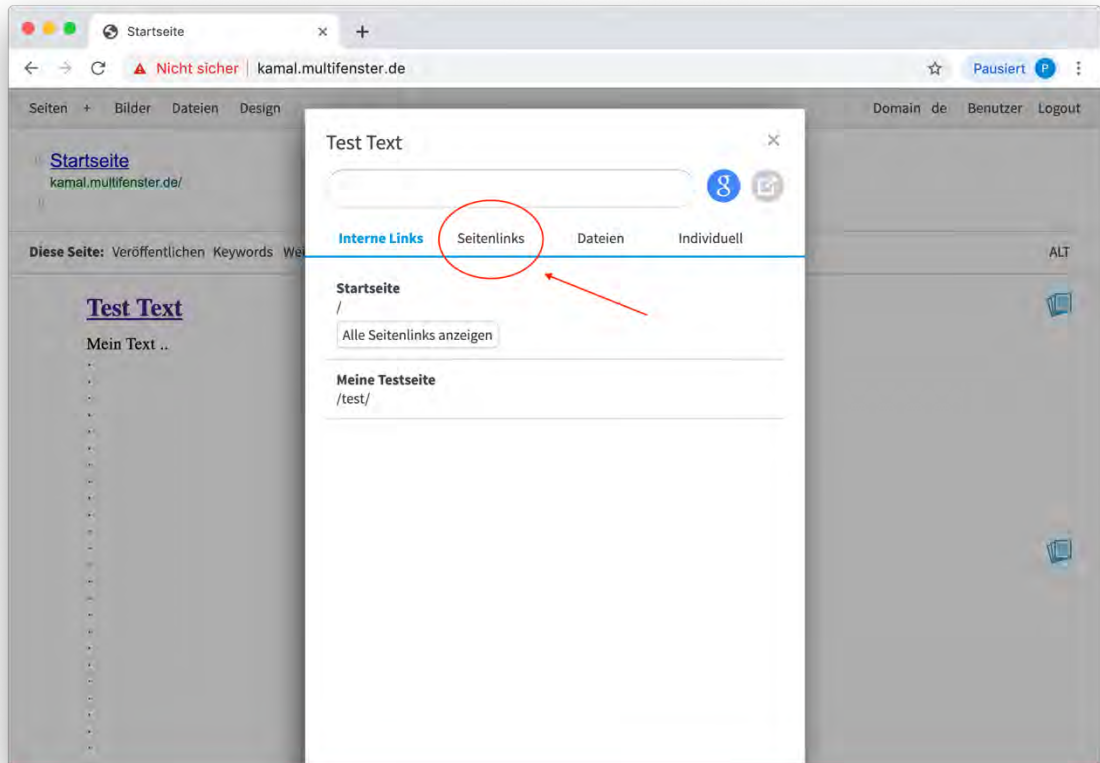 Startseite
Nicht sicher kamal.multifenster.de Pausiert P
Seiten + Bilder Dateien Design Domain de Benutzer Logout
Test Text
Startseite
kamal.multifenster.de/
g
Interne Links Seitenlinks Dateien Individuell
Diese Seite: Veröffentlichen Keywords ALT
Startseite
/
Alle Seitenlinks anzeigen
Test Text
Mein Text ..
Meine Testseite
/test/